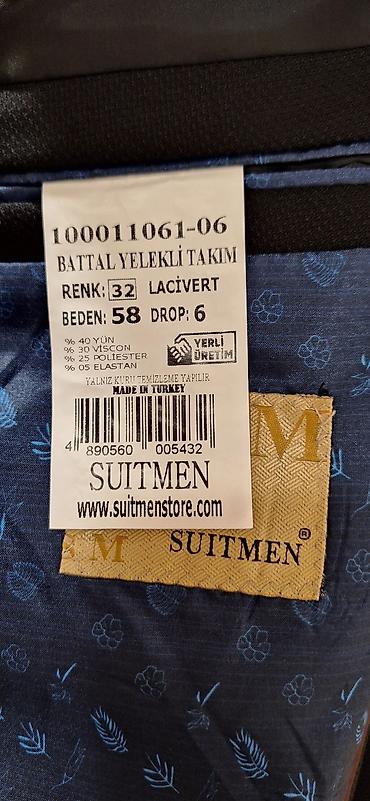 100011061-06
BATTAL YELEKLİ TAKIM
RENK: 32 LACİVERT
BEDEN: 58 DROP: 6
% 40 YÜN
% 30 VİSCON
% 25 POLİESTER
% 05 ELASTAN
YERLİ
ÜRETİM
YALNIZ KURU TEMİZLEME YAPILIR
MADE IN TURKEY
4 890560 005432
SUITMEN
www.suitmenstore.com
M
M SUITMEN®